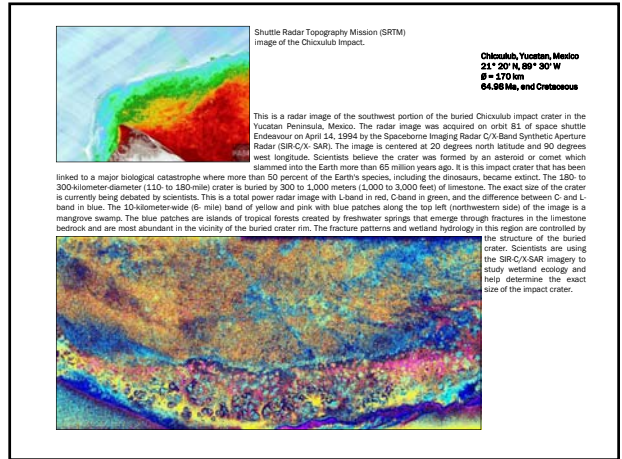 Shuttle Radar Topography Mission (SRTM)
image of the Chicxulub Impact.
Chicxulub, Yucatan, Mexico
21° 20' N, 89° 30' W
Ø = 170 km
64.98 Ma, end Cretaceous
This is a radar image of the southwest portion of the buried Chicxulub impact crater in the
Yucatan Peninsula, Mexico. The radar image was acquired on orbit 81 of space shuttle
Endeavour on April 14, 1994 by the Spaceborne Imaging Radar C/X-Band Synthetic Aperture
Radar (SIR-C/X- SAR). The image is centered at 20 degrees north latitude and 90 degrees
west longitude. Scientists believe the crater was formed by an asteroid or comet which
slammed into the Earth more than 65 million years ago. It is this impact crater that has been
linked to a major biological catastrophe where more than 50 percent of the Earth's species, including the dinosaurs, became extinct. The 180- to
300-kilometer-diameter (110- to 180-mile) crater is buried by 300 to 1,000 meters (1,000 to 3,000 feet) of limestone. The exact size of the crater
is currently being debated by scientists. This is a total power radar image with L-band in red, C-band in green, and the difference between C- and L-
band in blue. The 10-kilometer-wide (6- mile) band of yellow and pink with blue patches along the top left (northwestern side) of the image is a
mangrove swamp. The blue patches are islands of tropical forests created by freshwater springs that emerge through fractures in the limestone
bedrock and are most abundant in the vicinity of the buried crater rim. The fracture patterns and wetland hydrology in this region are controlled by
the structure of the buried
crater. Scientists are using
the SIR-C/X-SAR imagery to
study wetland ecology and
help determine the exact
size of the impact crater.